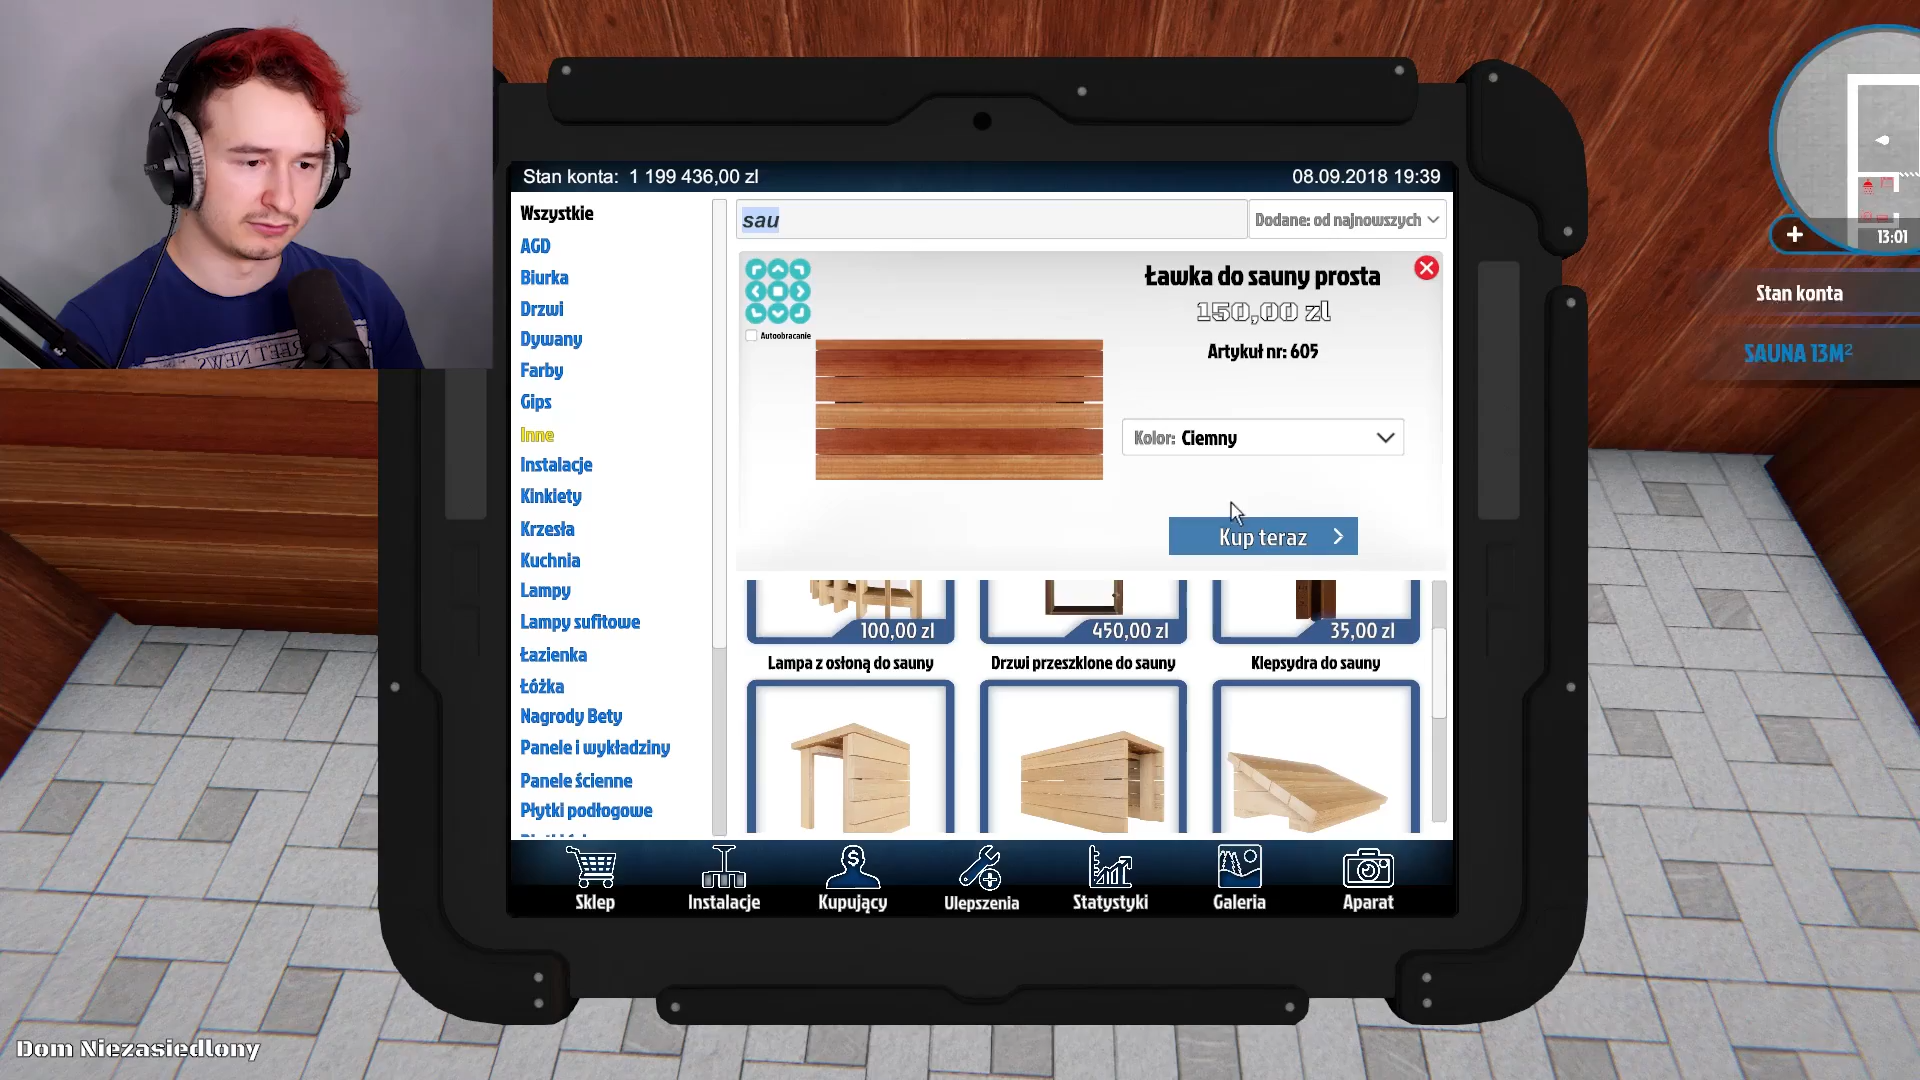 Stan konta: 1 199 436,00 zl
08.09.2018 19:39
Wszystkie
AGD
Biurka
Drzwi
Dywany
Farby
Gips
Inne
Instalacje
Kinkiety
Krzesła
Kuchnia
Lampy
Lampy sufitowe
Łazienka
Łóżka
Nagrody Bety
Panele i wykładziny
Panele ścienne
Płytki podłogowe
sau
Dodane: od najnowszych
Autoobracanie
Ławka do sauny prosta
150,00 zl
Artykuł nr: 605
Kolor: Ciemny
Kup teraz
100,00 zl
450,00 zl
35,00 zl
Lampa z osłoną do sauny
Drzwi przeszklone do sauny
Klepsydra do sauny
Sklep
Instalacje
Kupujący
Ulepszenia
Statystyki
Galeria
Aparat
13:01
Stan konta
SAUNA 13M²
Dom Niezasiedlony